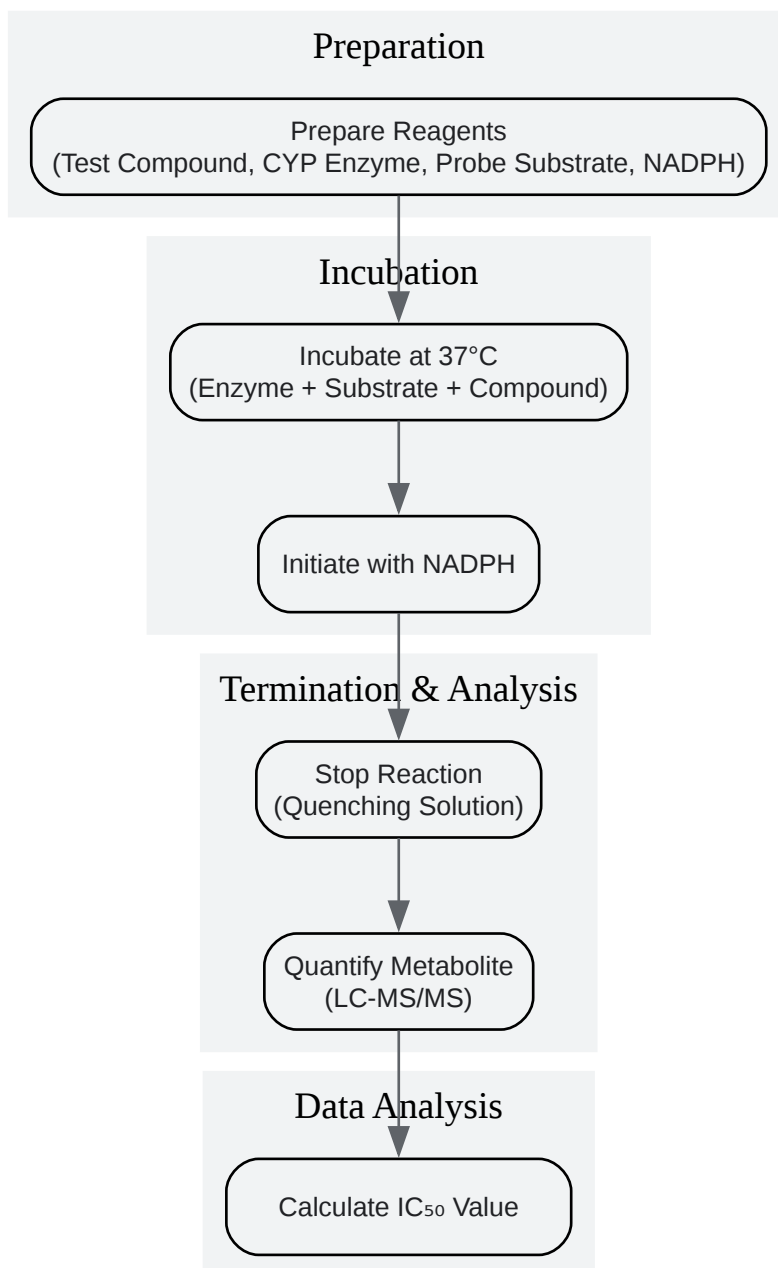 Preparation
Prepare Reagents
(Test Compound, CYP Enzyme, Probe Substrate, NADPH)
Incubation
Incubate at 37°C
(Enzyme + Substrate + Compound)
Initiate with NADPH
Termination & Analysis
Stop Reaction
(Quenching Solution)
Quantify Metabolite
(LC-MS/MS)
Data Analysis
Calculate IC₅₀ Value